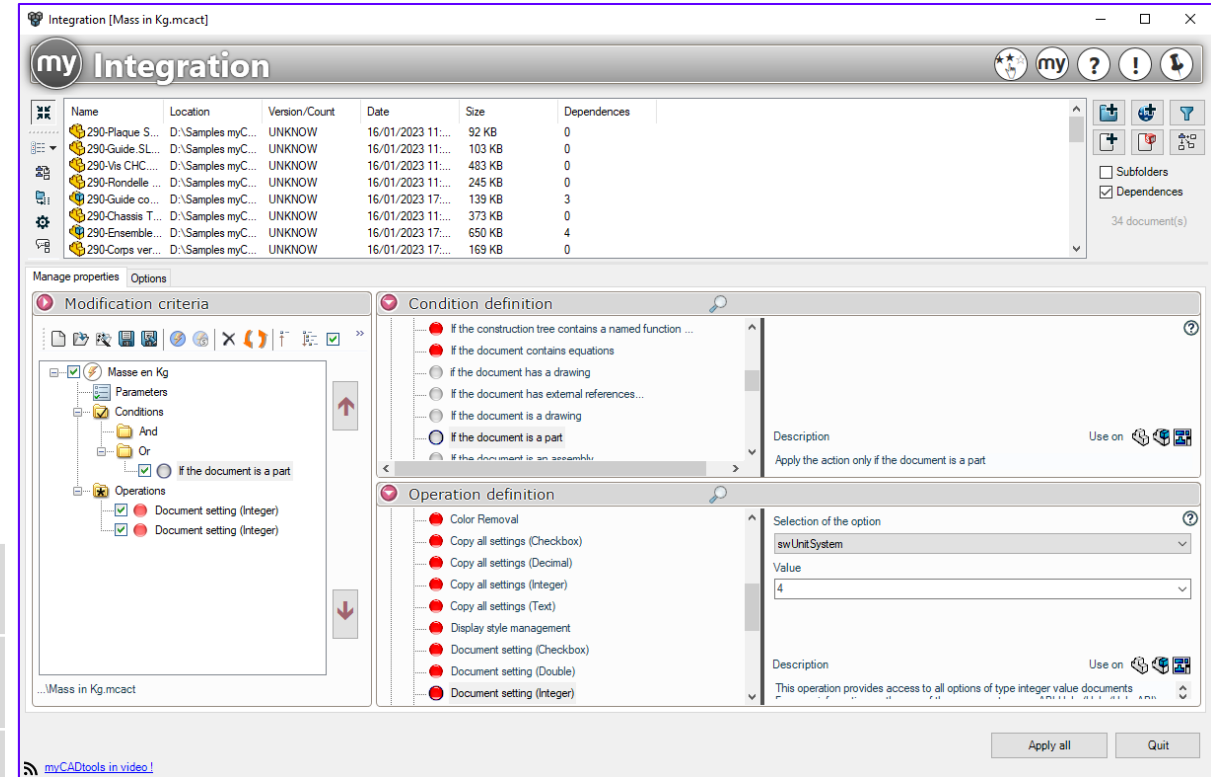 Integration [Mass in Kg.mcact]
my Integration
my ? !
Name Location Version/Count Date Size Dependences
290-Plaque S... D:\Samples myC... UNKNOW 16/01/2023 11:... 92 KB 0
290-Guide.SL... D:\Samples myC... UNKNOW 16/01/2023 11:... 103 KB 0
290-Vis CHC.... D:\Samples myC... UNKNOW 16/01/2023 11:... 483 KB 0
290-Rondelle ... D:\Samples myC... UNKNOW 16/01/2023 11:... 245 KB 0
290-Guide co... D:\Samples myC... UNKNOW 16/01/2023 17:... 139 KB 3
290-Chassis T... D:\Samples myC... UNKNOW 16/01/2023 11:... 373 KB 0
290-Ensemble... D:\Samples myC... UNKNOW 16/01/2023 17:... 650 KB 4
290-Corps ver... D:\Samples myC... UNKNOW 16/01/2023 17:... 169 KB 0
Subfolders
Dependences
34 document(s)
Manage properties Options
Modification criteria
Masse en Kg
Parameters
Conditions
And
Or
If the document is a part
Operations
Document setting (Integer)
Document setting (Integer)
...\Mass in Kg.mcact
Condition definition
If the construction tree contains a named function ...
If the document contains equations
if the document has a drawing
If the document has external references...
If the document is a drawing
If the document is a part
If the document is an assembly
?
Description Use on
Apply the action only if the document is a part
Operation definition
Color Removal
Copy all settings (Checkbox)
Copy all settings (Decimal)
Copy all settings (Integer)
Copy all settings (Text)
Display style management
Document setting (Checkbox)
Document setting (Double)
Document setting (Integer)
Selection of the option ?
swUnitSystem
Value
4
Description Use on
This operation provides access to all options of type integer value documents
Apply all Quit
myCADtools in video !